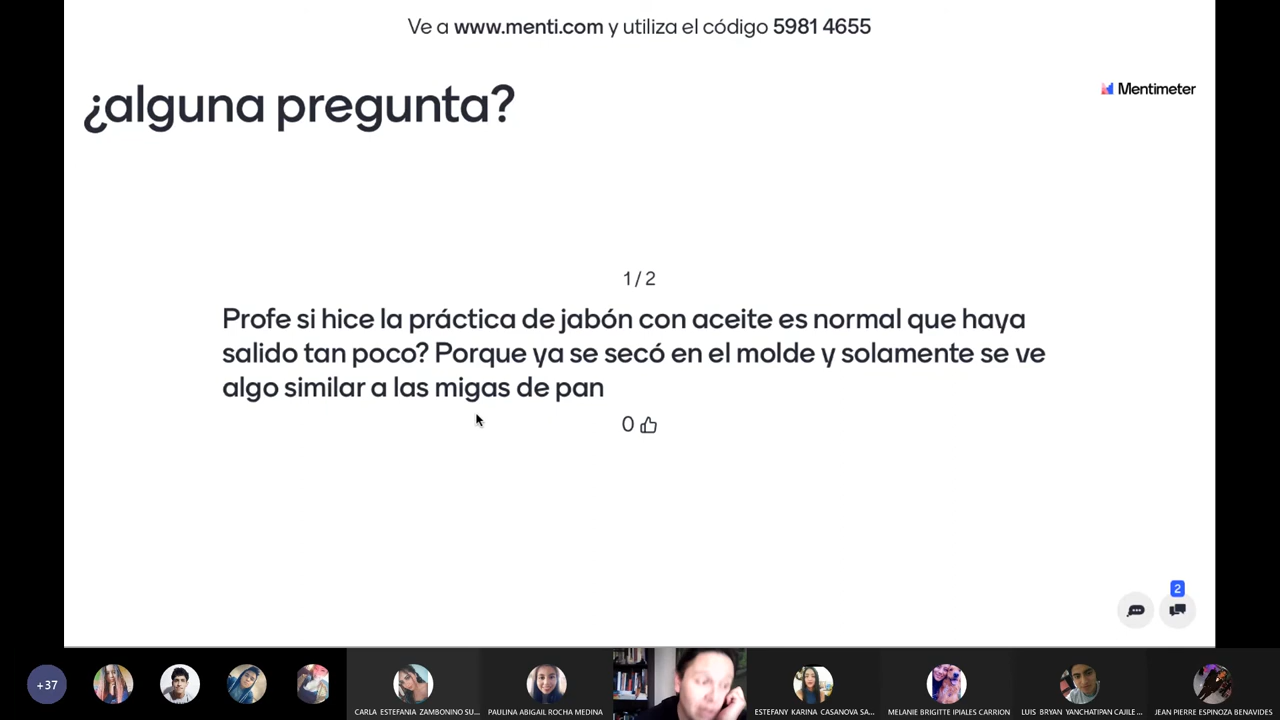 Ve a www.menti.com y utiliza el código 5981 4655
¿alguna pregunta?
Mentimeter
1 / 2
Profe si hice la práctica de jabón con aceite es normal que haya
salido tan poco? Porque ya se secó en el molde y solamente se ve
algo similar a las migas de pan
0
2
+37
CARLA ESTEFANIA ZAMBONINO SU...
PAULINA ABIGAIL ROCHA MEDINA
ESTEFANY KARINA CASANOVA SA...
MELANIE BRIGITTE IPIALES CARRION
LUIS BRYAN YANCHATIPAN CAJILE ...
JEAN PIERRE ESPINOZA BENAVIDES